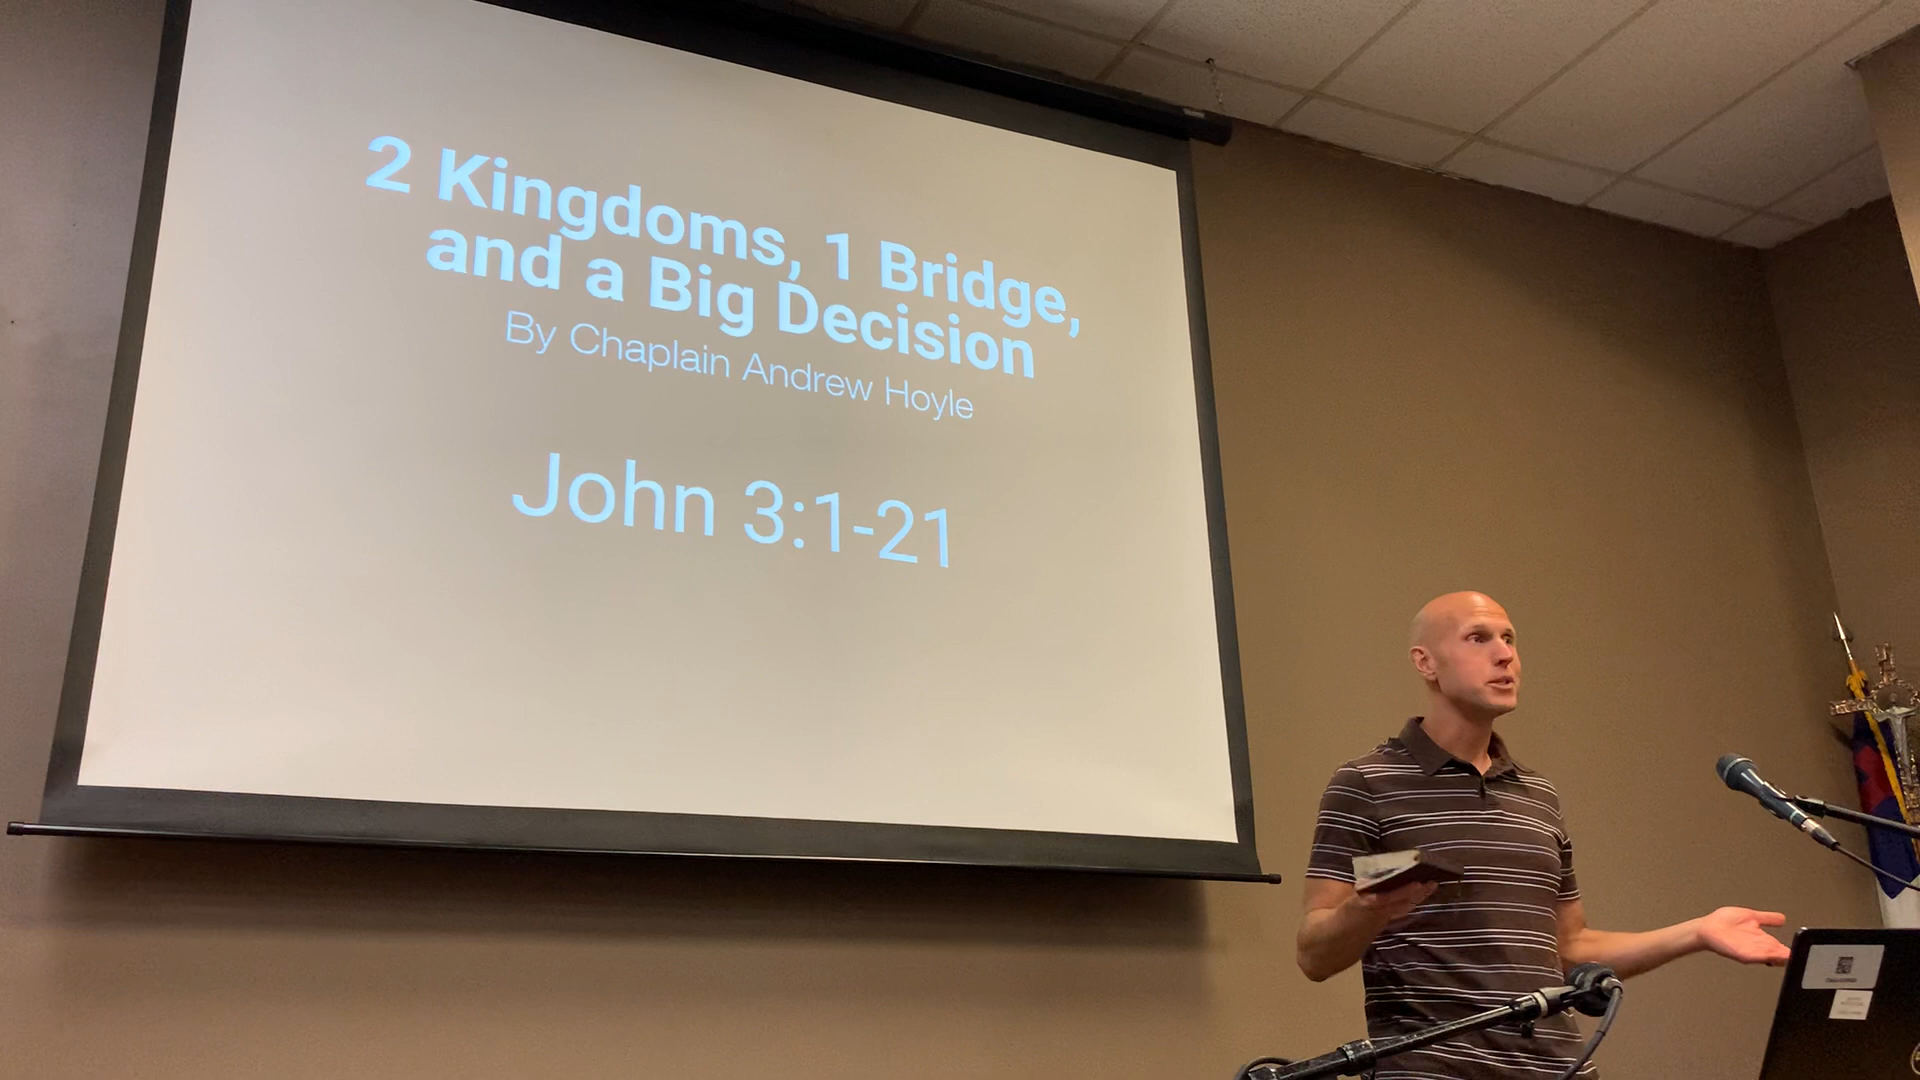 2 Kingdoms, 1 Bridge,
and a Big Decision
By Chaplain Andrew Hoyle
John 3:1-21